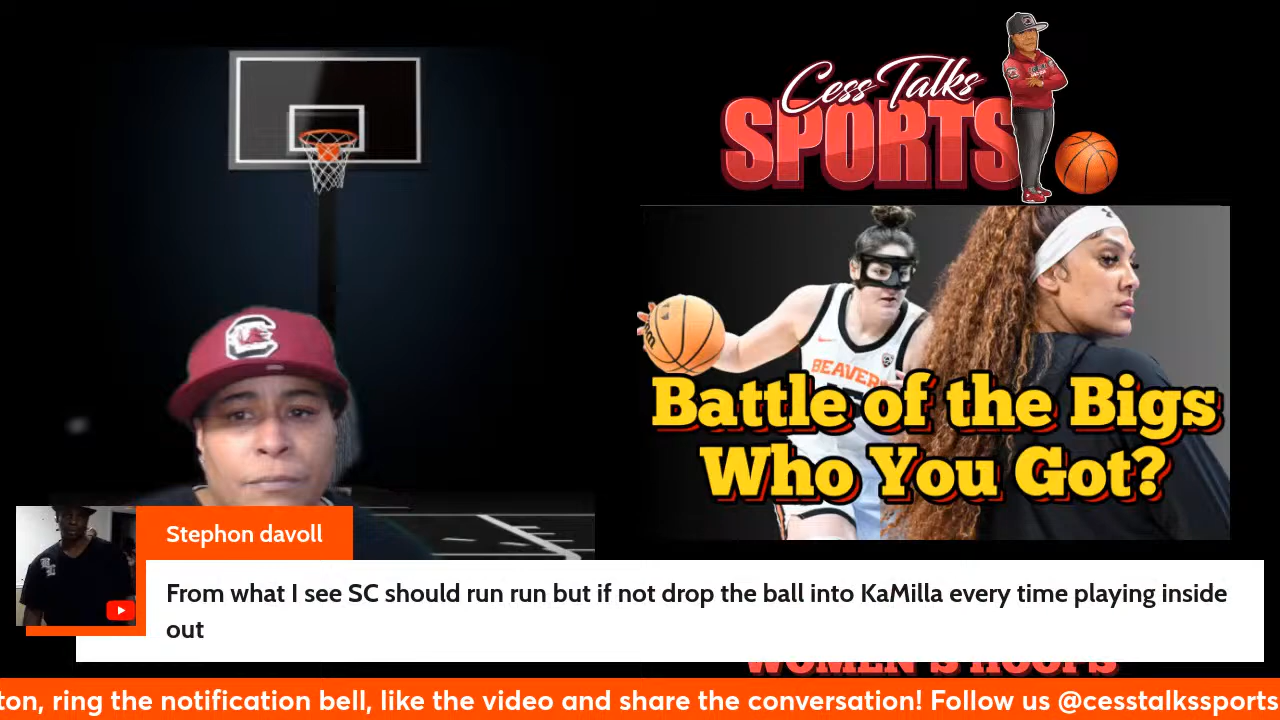 Cess Talks
SPORTS
BEAVERS
Battle of the Bigs
Who You Got?
Stephon davoll
From what I see SC should run run but if not drop the ball into KaMilla every time playing inside
out
WOMEN'S HOOPS
ton, ring the notification bell, like the video and share the conversation! Follow us @cesstalkssports